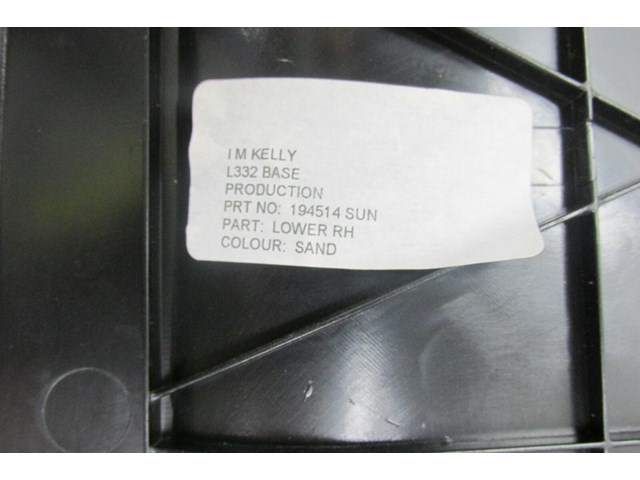 I M KELLY
L332 BASE
PRODUCTION
PRT NO: 194514 SUN
PART: LOWER RH
COLOUR: SAND